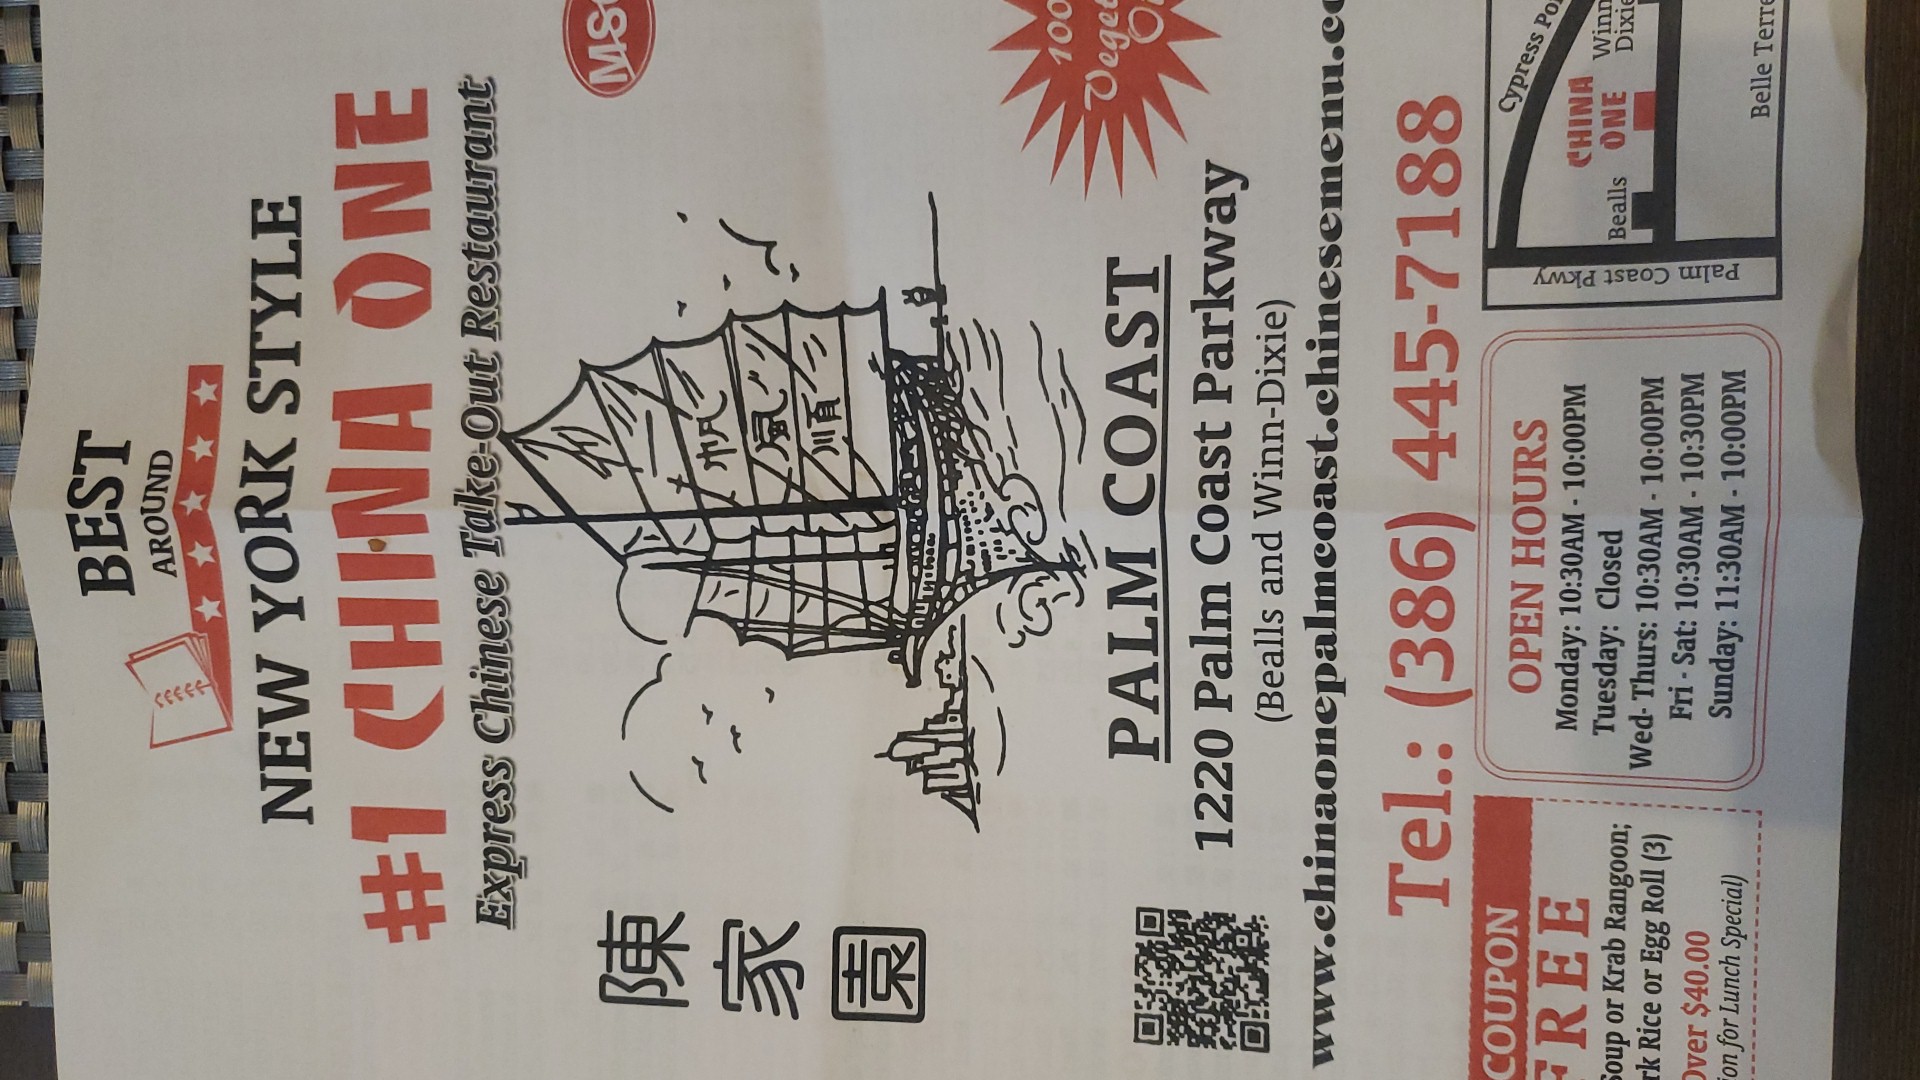 BEST
AROUND
NEW YORK STYLE
#1 CHINA ONE
Express Chinese Take-Out Restaurant
陳
家
園
帆
風
順
100
PALM COAST
1220 Palm Coast Parkway
(Bealls and Winn-Dixie)
www.chinaonepalmcoast.chinesemenu.co
Tel.: (386) 445-7188
COUPON
FREE
Soup or Krab Rangoon;
rk Rice or Egg Roll (3)
Over $40.00
ion for Lunch Special)
OPEN HOURS
Monday: 10:30AM - 10:00PM
Tuesday: Closed
Wed- Thurs: 10:30AM - 10:00PM
Fri - Sat: 10:30AM - 10:30PM
Sunday: 11:30AM - 10:00PM
Palm Coast Pkwy
Cypress Poi
Bealls
CHINA
ONE
Winn
Dixie
Belle Terre